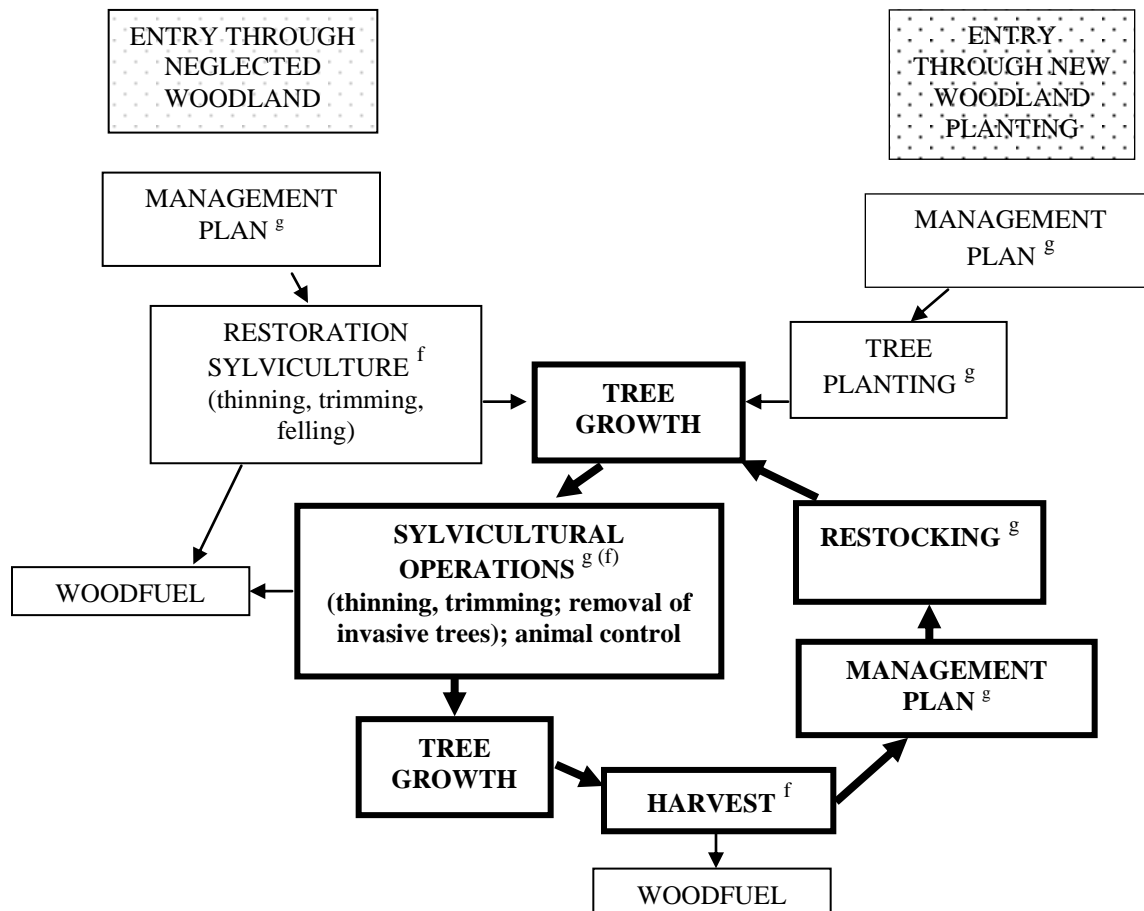 ENTRY THROUGH
NEGLECTED
WOODLAND
ENTRY
THROUGH NEW
WOODLAND
PLANTING
MANAGEMENT
PLAN g
MANAGEMENT
PLAN g
RESTORATION
SYLVICULTURE f
(thinning, trimming,
felling)
TREE
GROWTH
TREE
PLANTING g
SYLVICULTURAL
OPERATIONS g (f)
(thinning, trimming; removal of
invasive trees); animal control
RESTOCKING g
WOODFUEL
MANAGEMENT
PLAN g
TREE
GROWTH
HARVEST f
WOODFUEL